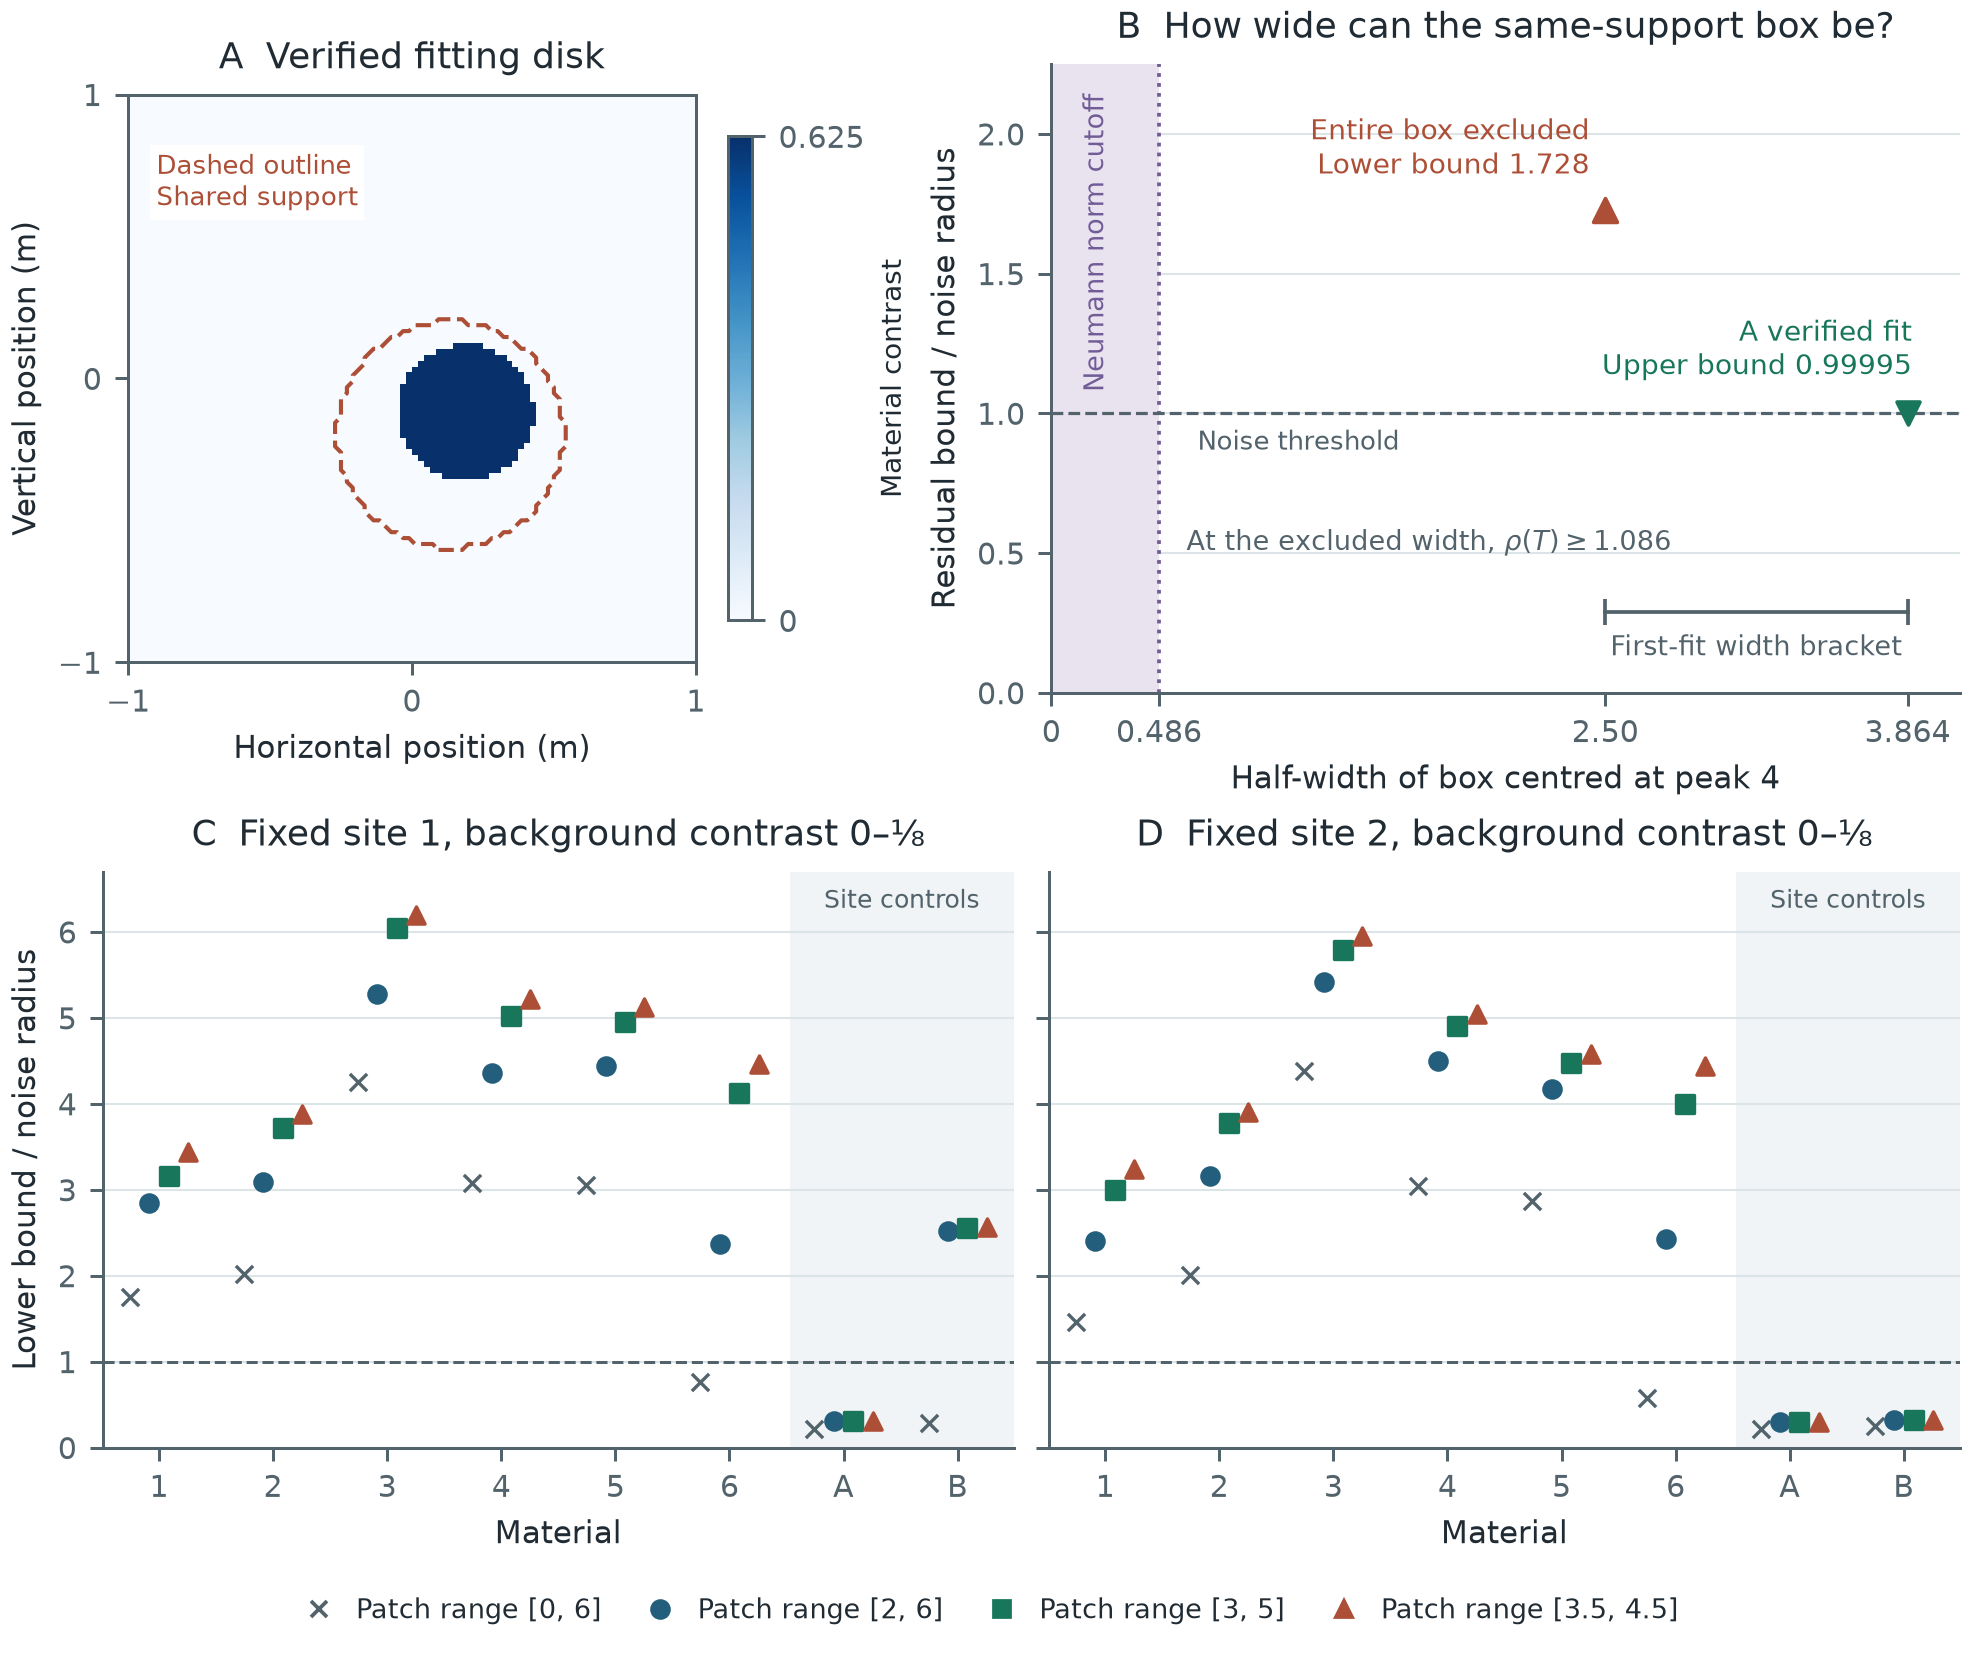 A Verified fitting disk
1
0
−1
Vertical position (m)
Dashed outline
Shared support
−1
0
1
Horizontal position (m)
0.625
0
Material contrast
B How wide can the same-support box be?
2.0
1.5
1.0
0.5
0.0
Residual bound / noise radius
Neumann norm cutoff
Entire box excluded
Lower bound 1.728
A verified fit
Upper bound 0.99995
Noise threshold
At the excluded width, ρ(T) ≥ 1.086
First-fit width bracket
0
0.486
2.50
3.864
Half-width of box centred at peak 4
C Fixed site 1, background contrast 0–⅛
Site controls
6
5
4
3
2
1
0
Lower bound / noise radius
1
2
3
4
5
6
A
B
Material
D Fixed site 2, background contrast 0–⅛
Site controls
1
2
3
4
5
6
A
B
Material
Patch range [0, 6]
Patch range [2, 6]
Patch range [3, 5]
Patch range [3.5, 4.5]